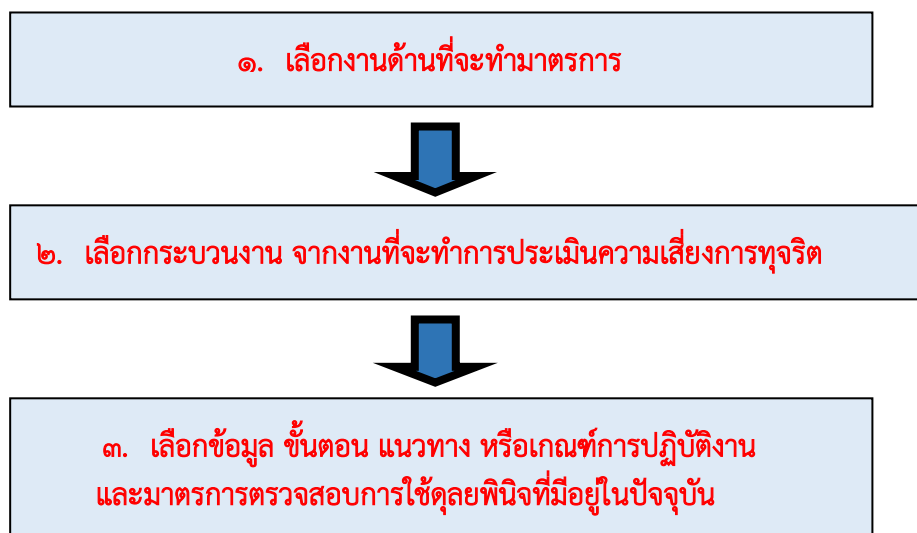 ๑. เลือกงานด้านที่จะทำมาตรการ
๒. เลือกกระบวนงาน จากงานที่จะทำการประเมินความเสี่ยงการทุจริต
๓. เลือกข้อมูล ขั้นตอน แนวทาง หรือเกณฑ์การปฏิบัติงาน
และมาตรการตรวจสอบการใช้ดุลยพินิจที่มีอยู่ในปัจจุบัน